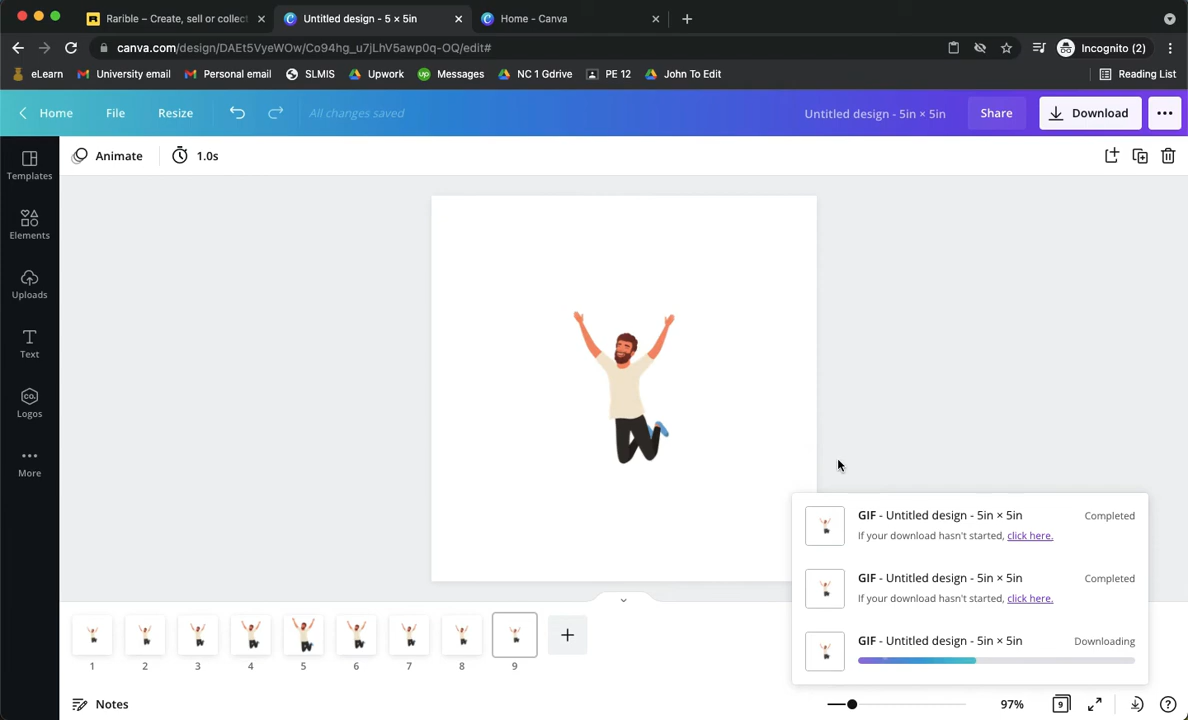 Rarible – Create, sell or collec
Untitled design - 5 × 5in
Home - Canva
canva.com/design/DAEt5VyeWOw/Co94hg_u7jLhV5awp0q-OQ/edit#
Incognito (2)
eLearn
University email
Personal email
SLMIS
Upwork
Messages
NC 1 Gdrive
PE 12
John To Edit
Reading List
Home
File
Resize
All changes saved
Untitled design - 5in × 5in
Share
Download
Templates
Elements
Uploads
Text
CO.
Logos
More
Animate
1.0s
GIF - Untitled design - 5in × 5in
Completed
If your download hasn't started, click here.
GIF - Untitled design - 5in × 5in
Completed
If your download hasn't started, click here.
GIF - Untitled design - 5in × 5in
Downloading
1
2
3
4
5
6
7
8
9
Notes
97%
9